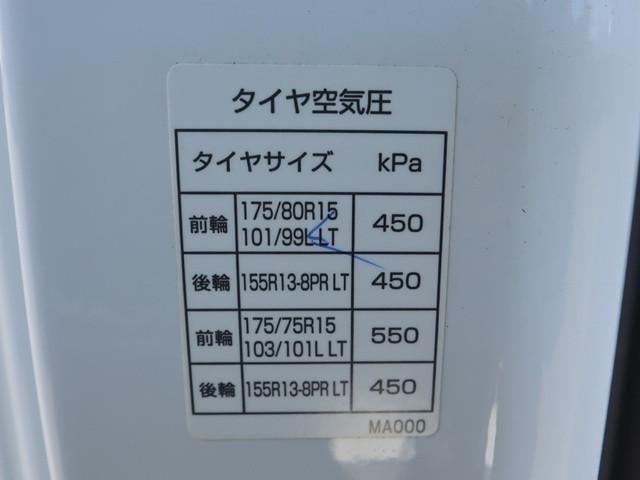 タイヤ空気圧
タイヤサイズ kPa
前輪 175/80R15 101/99L LT 450
後輪 155R13-8PR LT 450
前輪 175/75R15 103/101L LT 550
後輪 155R13-8PR LT 450
MA000